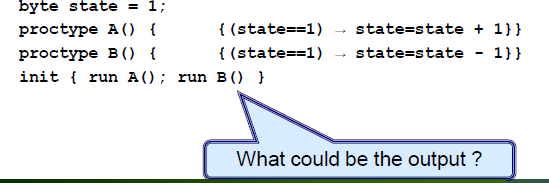 byte state = 1;
proctype A() { {(state==1) → state=state + 1}}
proctype B() { {(state==1) → state=state - 1}}
init { run A(); run B() }
What could be the output ?